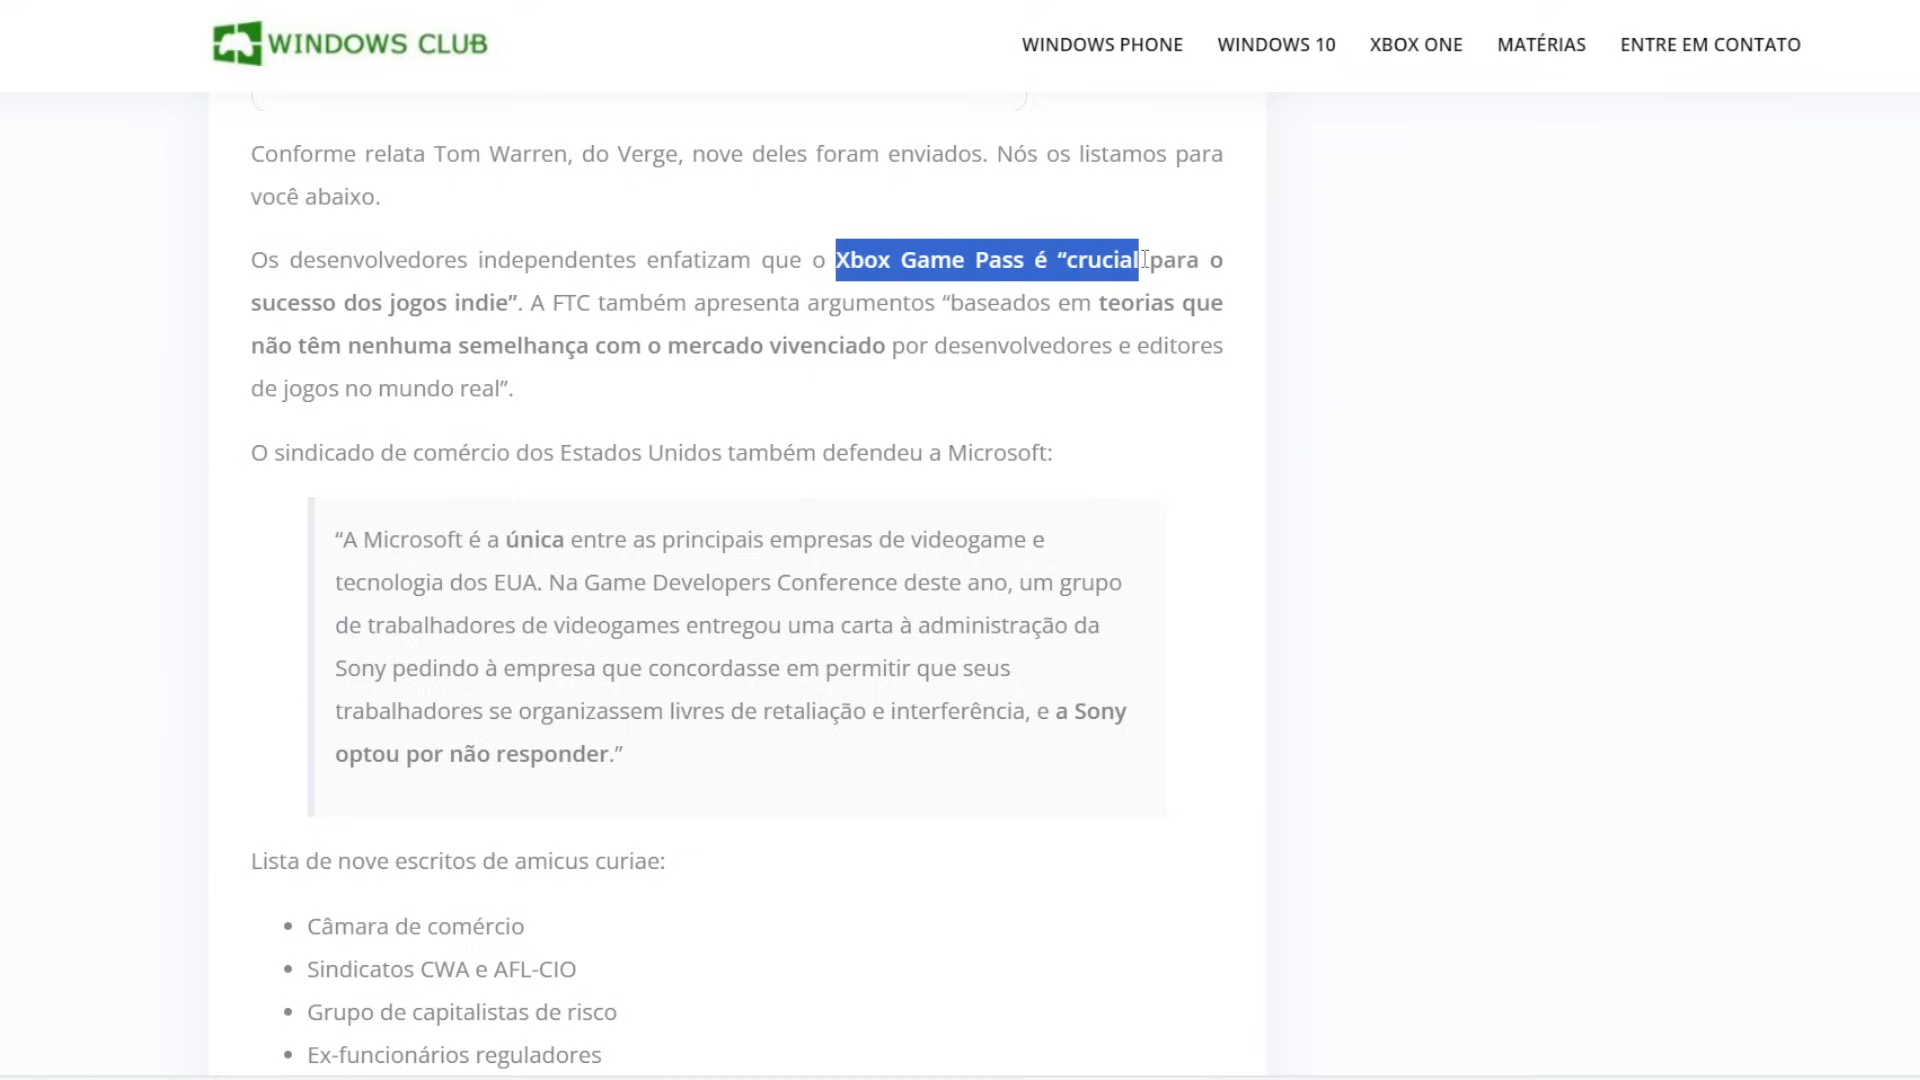 WINDOWS CLUB
WINDOWS PHONE WINDOWS 10 XBOX ONE MATÉRIAS ENTRE EM CONTATO
Conforme relata Tom Warren, do Verge, nove deles foram enviados. Nós os listamos para
você abaixo.
Os desenvolvedores independentes enfatizam que o Xbox Game Pass é “crucial para o
sucesso dos jogos indie”. A FTC também apresenta argumentos “baseados em teorias que
não têm nenhuma semelhança com o mercado vivenciado por desenvolvedores e editores
de jogos no mundo real”.
O sindicado de comércio dos Estados Unidos também defendeu a Microsoft:
“A Microsoft é a única entre as principais empresas de videogame e
tecnologia dos EUA. Na Game Developers Conference deste ano, um grupo
de trabalhadores de videogames entregou uma carta à administração da
Sony pedindo à empresa que concordasse em permitir que seus
trabalhadores se organizassem livres de retaliação e interferência, e a Sony
optou por não responder.”
Lista de nove escritos de amicus curiae:
• Câmara de comércio
• Sindicatos CWA e AFL-CIO
• Grupo de capitalistas de risco
• Ex-funcionários reguladores